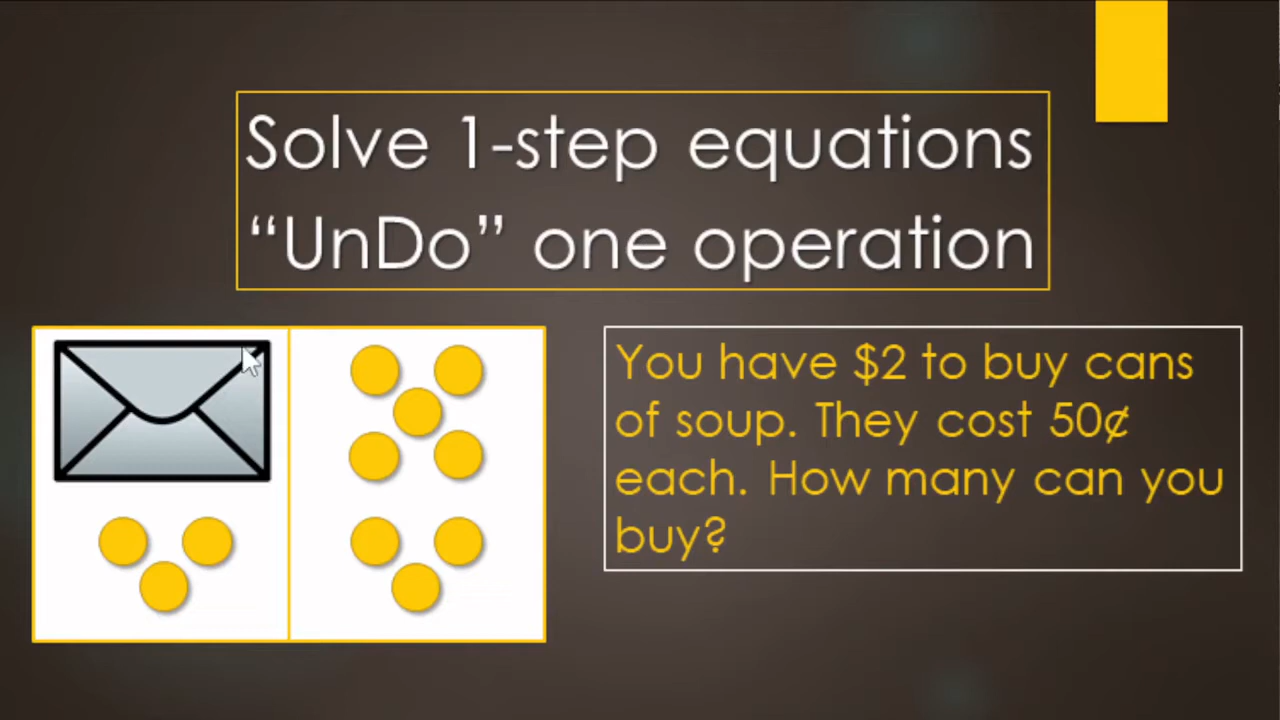 Solve 1-step equations
“UnDo” one operation
You have $2 to buy cans
of soup. They cost 50¢
each. How many can you
buy?